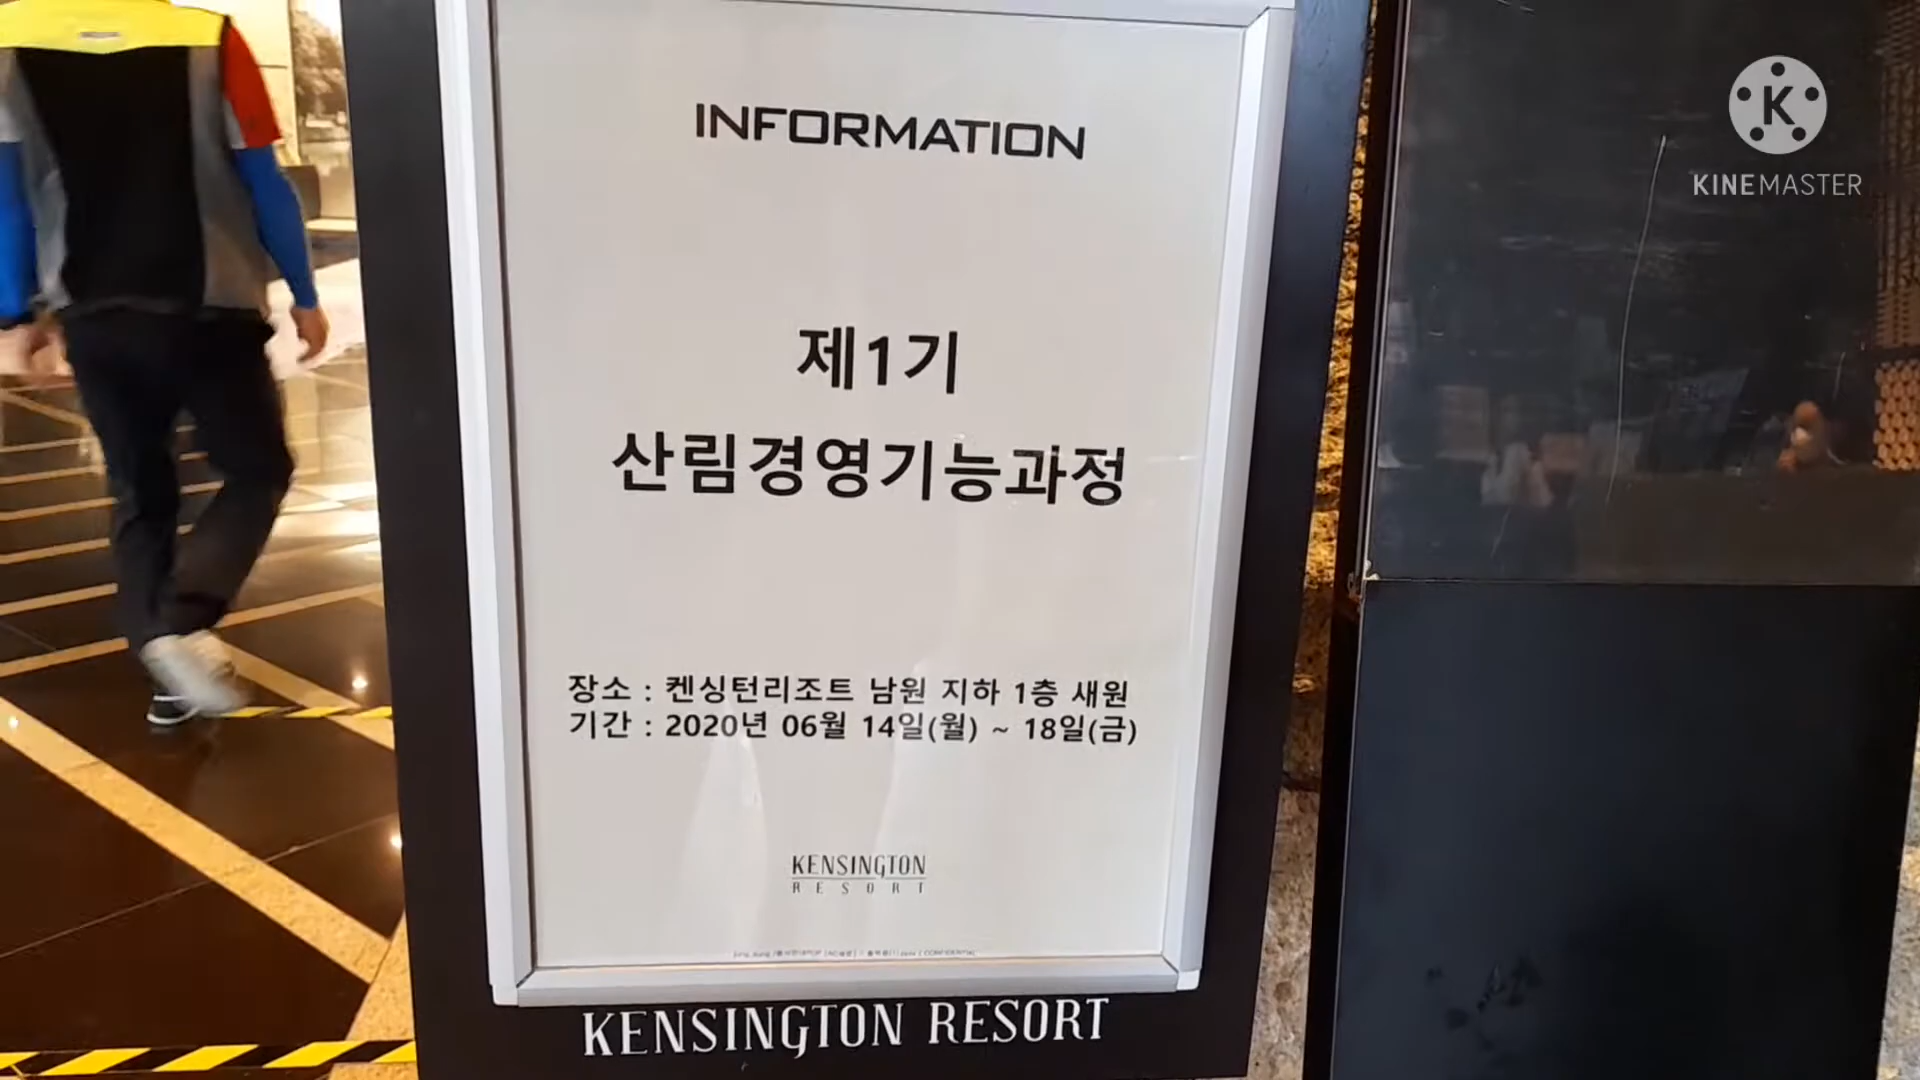 INFORMATION
제1기
산림경영기능과정
장소 : 켄싱턴리조트 남원 지하 1층 새원
기간 : 2020년 06월 14일(월) ~ 18일(금)
KENSINGTON
RESORT
KENSINGTON RESORT
K
KINEMASTER